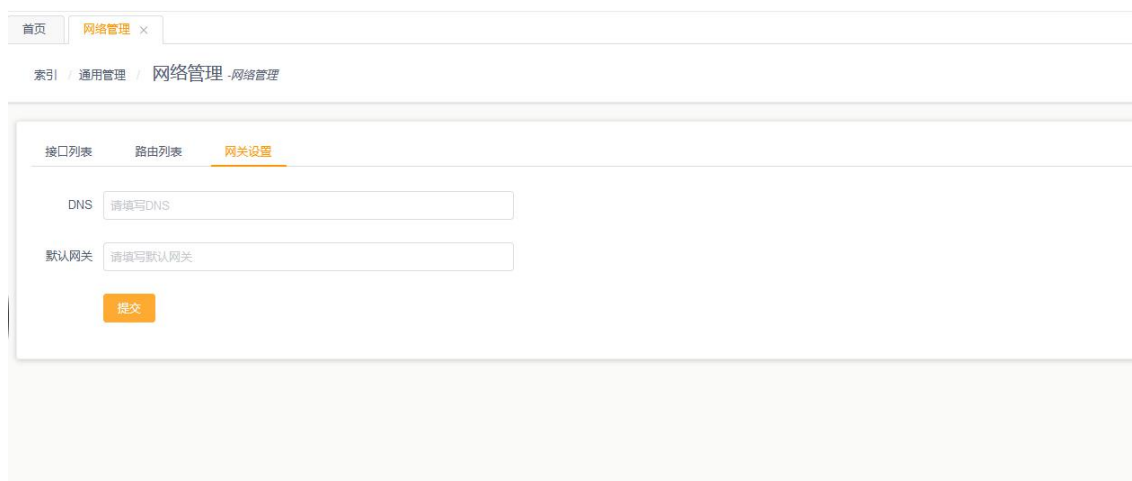 首页 网络管理 ×
索引 / 通用管理 / 网络管理 -网络管理
接口列表 路由列表 网关设置
DNS 请填写DNS
默认网关 请填写默认网关
提交